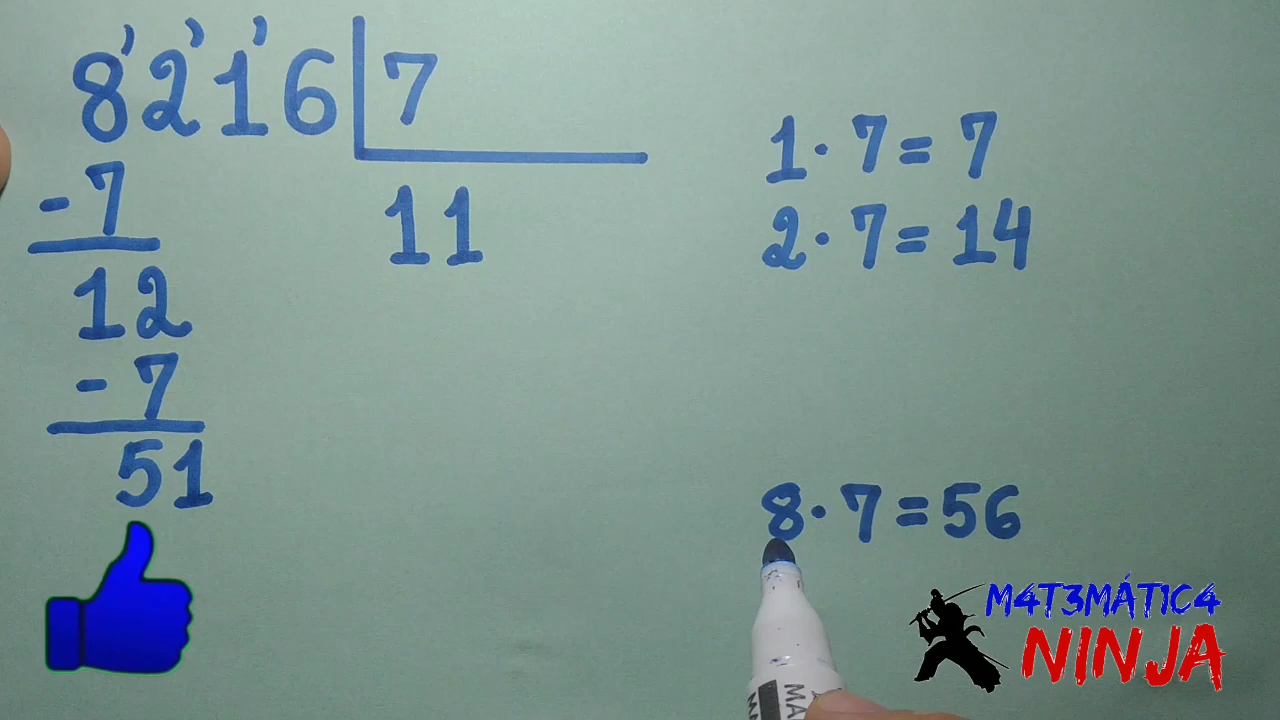 8'2'1'6 7
- 7
11
12
- 7
51
1 · 7 = 7
2 · 7 = 14
8 · 7 = 56
M4T3MÁT1C4
NINJA